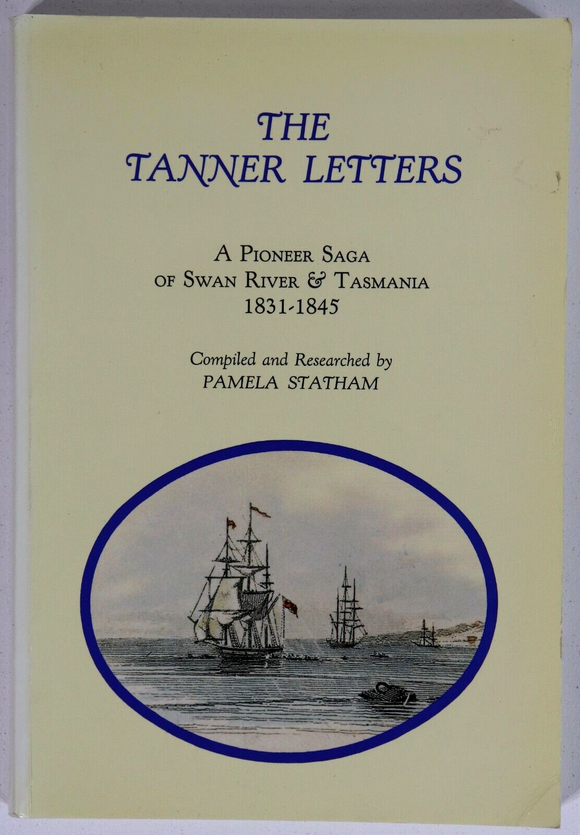 THE
TANNER LETTERS
A PIONEER SAGA
OF SWAN RIVER & TASMANIA
1831-1845
Compiled and Researched by
PAMELA STATHAM